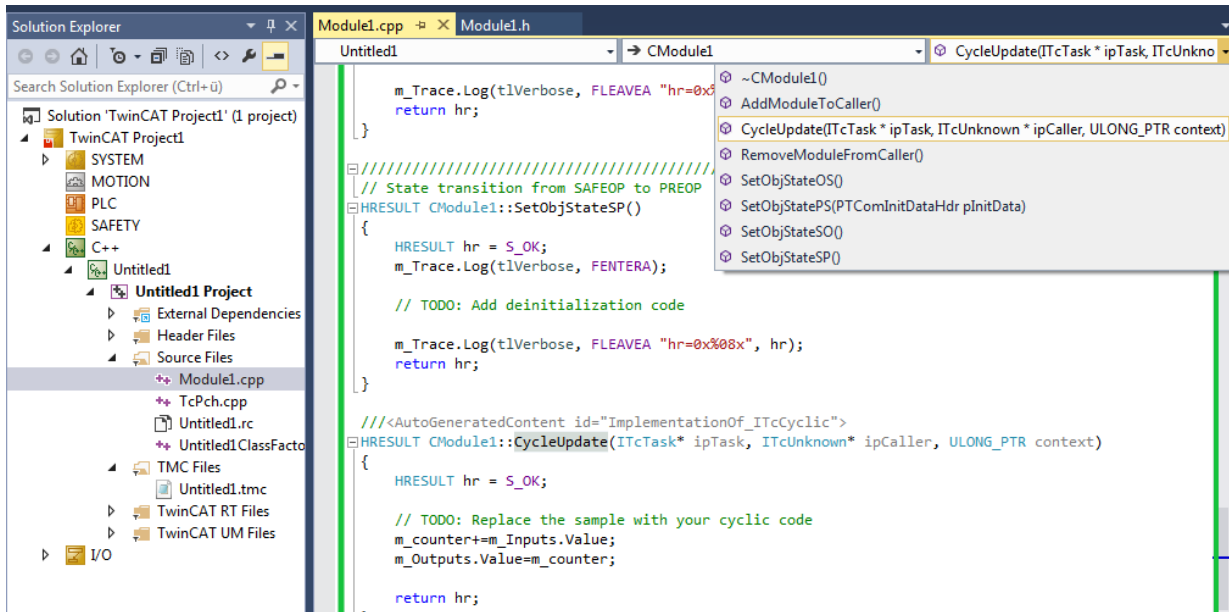 Solution Explorer
Search Solution Explorer (Ctrl+ü)
Solution 'TwinCAT Project1' (1 project)
TwinCAT Project1
SYSTEM
MOTION
PLC
SAFETY
C++
Untitled1
Untitled1 Project
External Dependencies
Header Files
Source Files
Module1.cpp
TcPch.cpp
Untitled1.rc
Untitled1ClassFacto
TMC Files
Untitled1.tmc
TwinCAT RT Files
TwinCAT UM Files
I/O
Module1.cpp Module1.h
Untitled1 CModule1 CycleUpdate(ITcTask * ipTask, ITcUnkno
~CModule1()
AddModuleToCaller()
CycleUpdate(ITcTask * ipTask, ITcUnknown * ipCaller, ULONG_PTR context)
RemoveModuleFromCaller()
SetObjStateOS()
SetObjStatePS(PTComInitDataHdr pInitData)
SetObjStateSO()
SetObjStateSP()
m_Trace.Log(tlVerbose, FLEAVEA "hr=0x%
return hr;
}
///////////////////////////////////////////
// State transition from SAFEOP to PREOP
HRESULT CModule1::SetObjStateSP()
{
HRESULT hr = S_OK;
m_Trace.Log(tlVerbose, FENTERA);
// TODO: Add deinitialization code
m_Trace.Log(tlVerbose, FLEAVEA "hr=0x%08x", hr);
return hr;
}
///<AutoGeneratedContent id="ImplementationOf_ITcCyclic">
HRESULT CModule1::CycleUpdate(ITcTask* ipTask, ITcUnknown* ipCaller, ULONG_PTR context)
{
HRESULT hr = S_OK;
// TODO: Replace the sample with your cyclic code
m_counter+=m_Inputs.Value;
m_Outputs.Value=m_counter;
return hr;